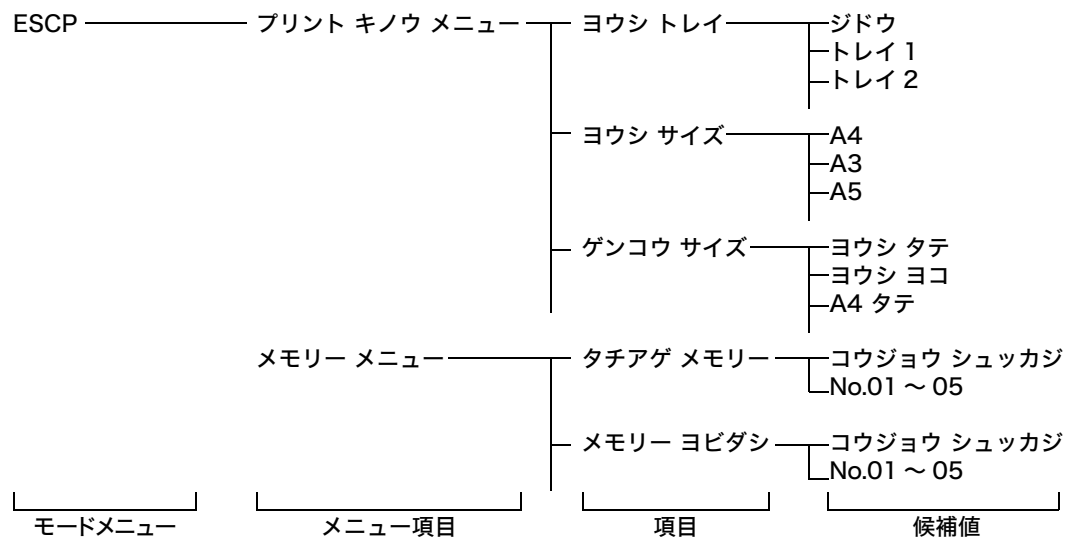 ESCP プリント キノウ メニュー ヨウシ トレイ ジドウ
トレイ 1
トレイ 2
ヨウシ サイズ A4
A3
A5
ゲンコウ サイズ ヨウシ タテ
ヨウシ ヨコ
A4 タテ
メモリー メニュー タチアゲ メモリー コウジョウ シュッカジ
No.01 ～ 05
メモリー ヨビダシ コウジョウ シュッカジ
No.01 ～ 05
モードメニュー メニュー項目 項目 候補値